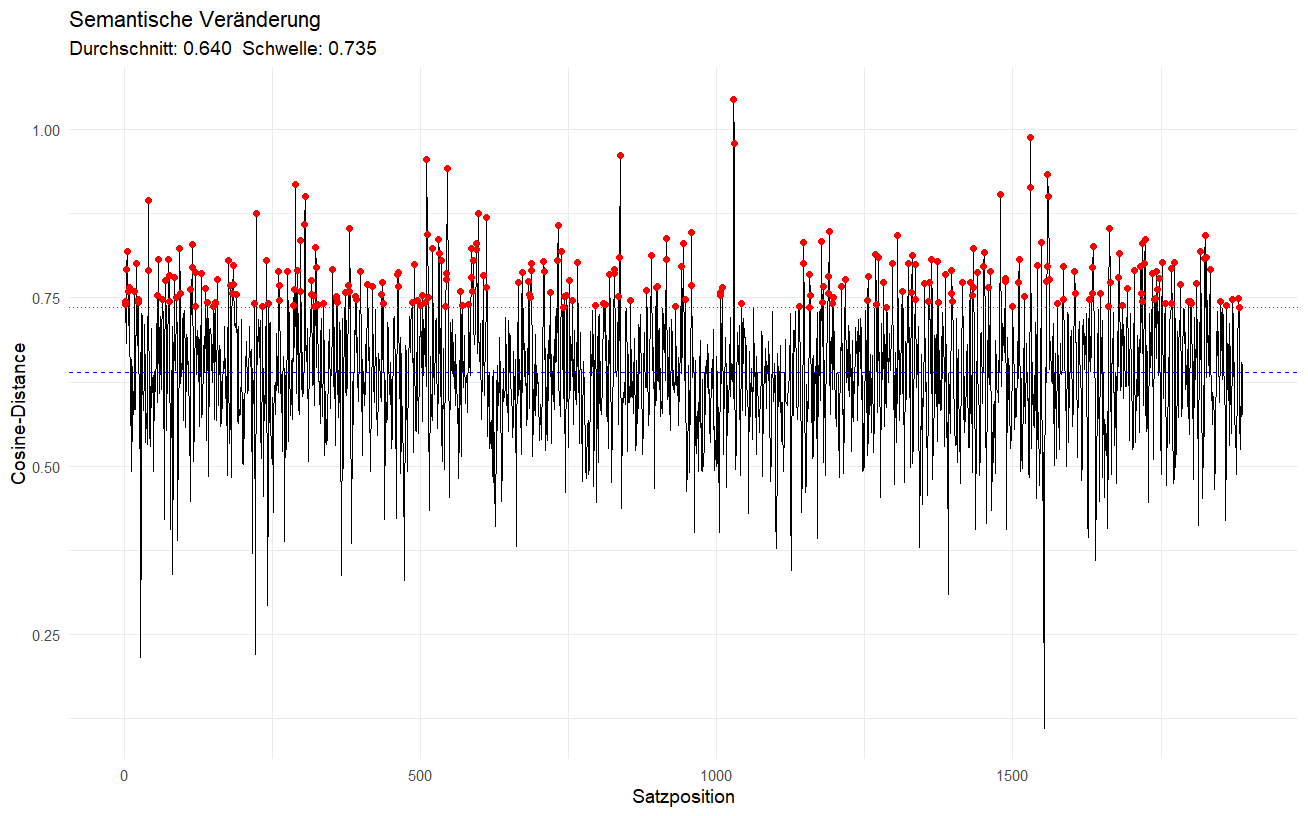 Semantische Veränderung
Durchschnitt: 0.640  Schwelle: 0.735
1.00
0.75
0.50
0.25
Cosine-Distance
0
500
1000
1500
Satzposition